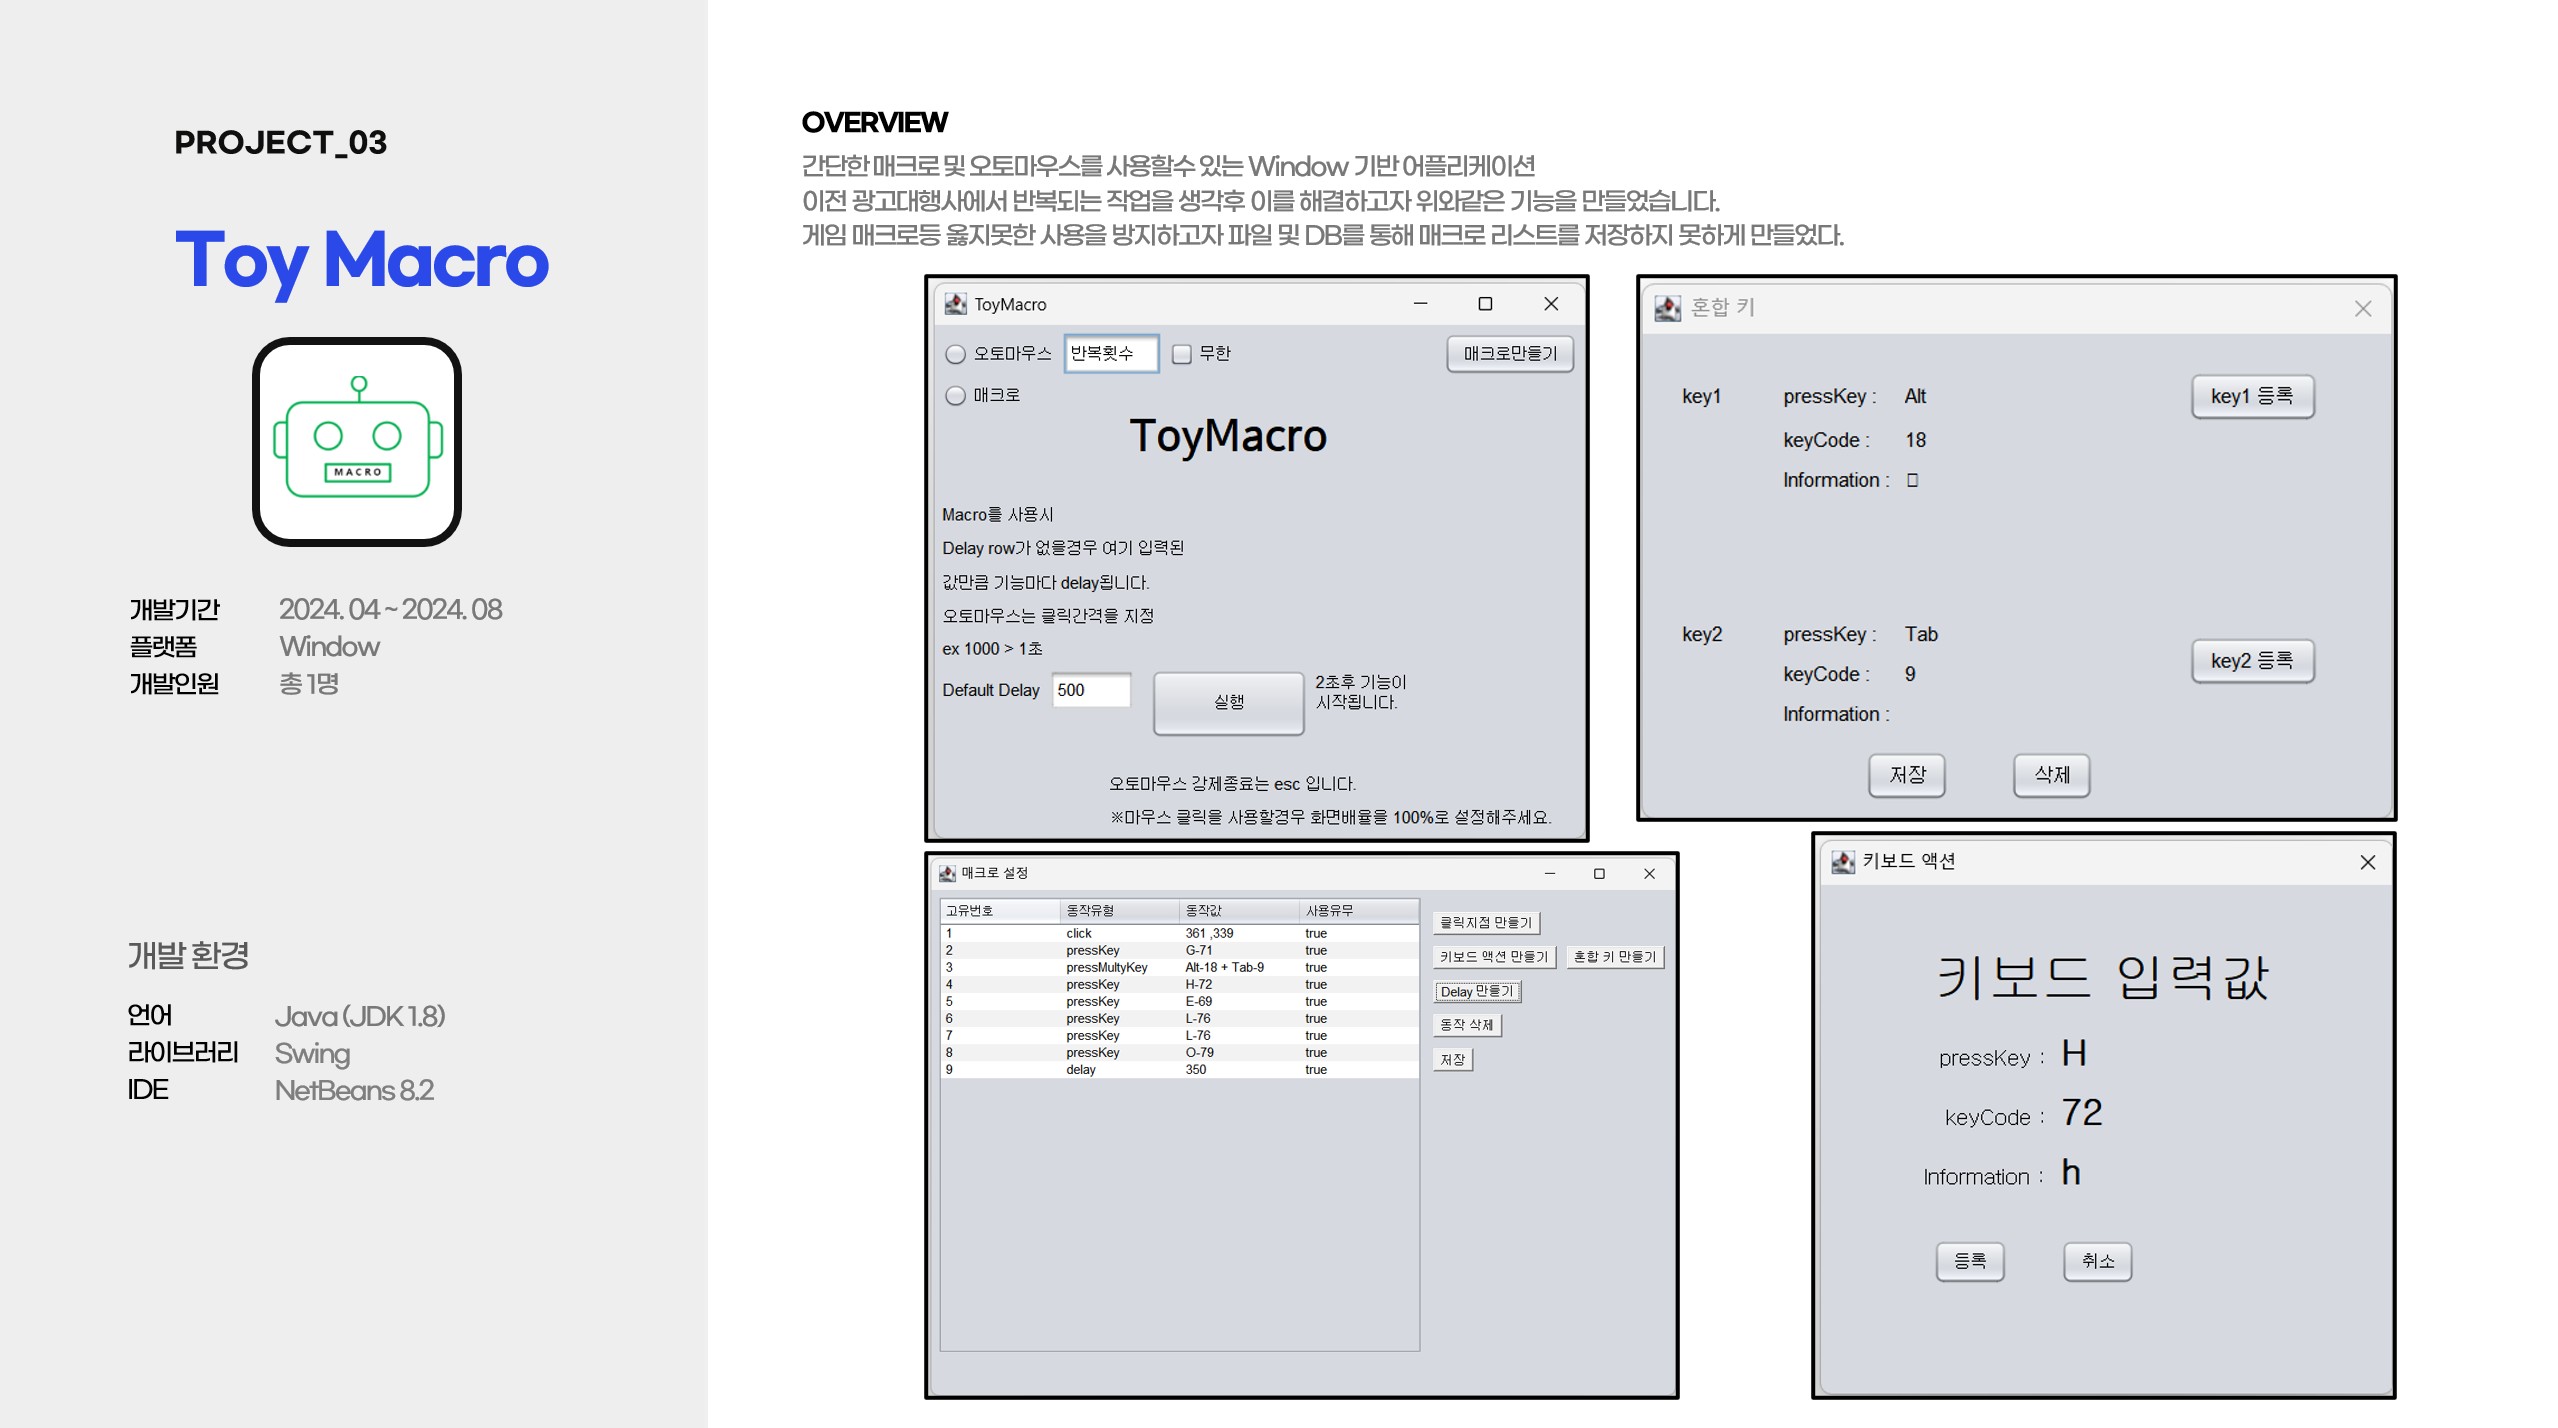 PROJECT_03
Toy Macro
MACRO
개발기간 2024. 04 ~ 2024. 08
플랫폼 Window
개발인원 총 1명
개발 환경
언어 Java (JDK 1.8)
라이브러리 Swing
IDE NetBeans 8.2
OVERVIEW
간단한 매크로 및 오토마우스를 사용할수 있는 Window 기반 어플리케이션
이전 광고대행사에서 반복되는 작업을 생각후 이를 해결하고자 위와같은 기능을 만들었습니다.
게임 매크로등 옳지못한 사용을 방지하고자 파일 및 DB를 통해 매크로 리스트를 저장하지 못하게 만들었다.
ToyMacro
오토마우스 반복횟수 무한 매크로만들기
매크로
ToyMacro
Macro를 사용시
Delay row가 없을경우 여기 입력된
값만큼 기능마다 delay됩니다.
오토마우스는 클릭간격을 지정
ex 1000 > 1초
Default Delay 500 실행 2초후 기능이
시작됩니다.
오토마우스 강제종료는 esc 입니다.
※마우스 클릭을 사용할경우 화면배율을 100%로 설정해주세요.
혼합 키
key1 pressKey : Alt key1 등록
keyCode : 18
Information : □
key2 pressKey : Tab key2 등록
keyCode : 9
Information :
저장 삭제
매크로 설정
고유번호 동작유형 동작값 사용유무
1 click 361 ,339 true
2 pressKey G-71 true
3 pressMultyKey Alt-18 + Tab-9 true
4 pressKey H-72 true
5 pressKey E-69 true
6 pressKey L-76 true
7 pressKey L-76 true
8 pressKey O-79 true
9 delay 350 true
클릭지점 만들기
키보드 액션 만들기 혼합 키 만들기
Delay 만들기
동작 삭제
저장
키보드 액션
키보드 입력값
pressKey : H
keyCode : 72
Information : h
등록 취소